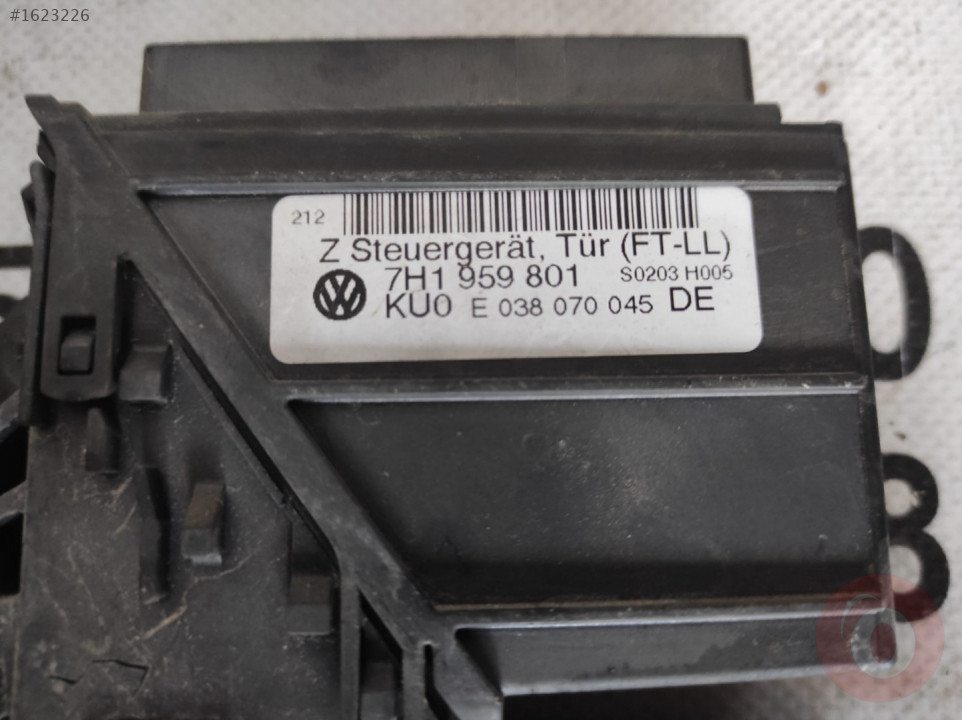 #1623226
212
Z Steuergerät, Tür (FT-LL)
7H1 959 801 S0203 H005
KU0 E 038 070 045 DE